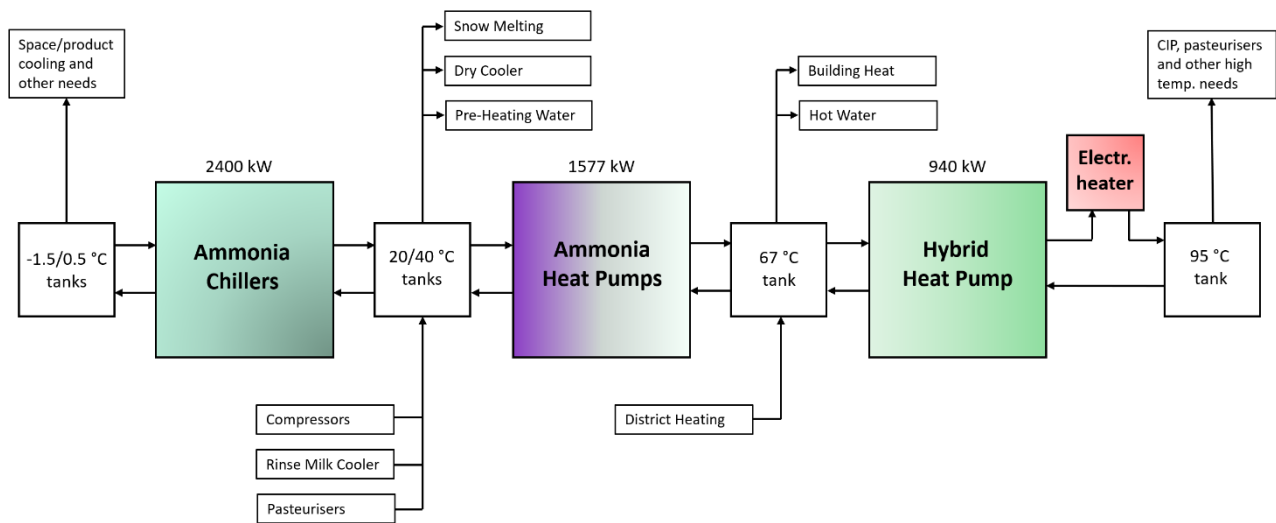 Space/product
cooling and
other needs
Snow Melting
Dry Cooler
Pre-Heating Water
Building Heat
Hot Water
CIP, pasteurisers
and other high
temp. needs
2400 kW
1577 kW
940 kW
Electr.
heater
-1.5/0.5 °C
tanks
Ammonia
Chillers
20/40 °C
tanks
Ammonia
Heat Pumps
67 °C
tank
Hybrid
Heat Pump
95 °C
tank
Compressors
Rinse Milk Cooler
Pasteurisers
District Heating